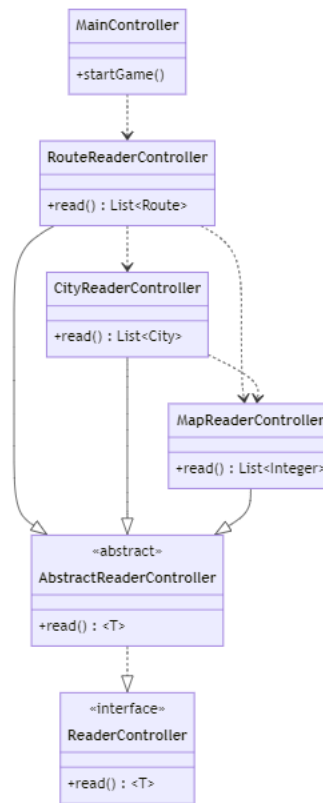 MainController
+startGame()
RouteReaderController
+read() : List<Route>
CityReaderController
+read() : List<City>
MapReaderController
+read() : List<Integer>
«abstract»
AbstractReaderController
+read() : <T>
«interface»
ReaderController
+read() : <T>